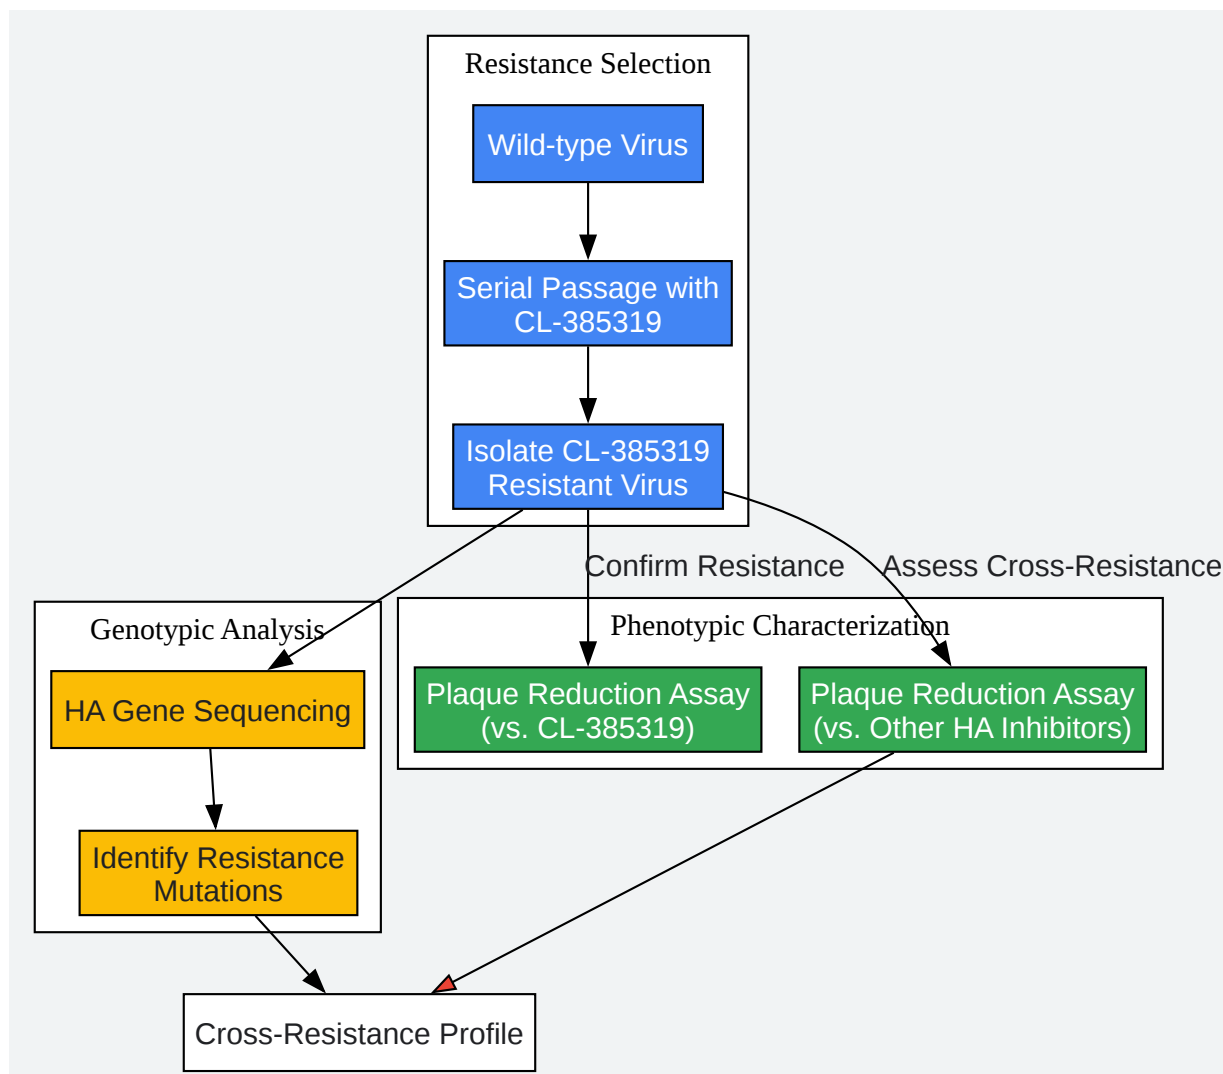 Resistance Selection
Wild-type Virus
Serial Passage with
CL-385319
Isolate CL-385319
Resistant Virus
Confirm Resistance
Assess Cross-Resistance
Genotypic Analysis
HA Gene Sequencing
Identify Resistance
Mutations
Phenotypic Characterization
Plaque Reduction Assay
(vs. CL-385319)
Plaque Reduction Assay
(vs. Other HA Inhibitors)
Cross-Resistance Profile